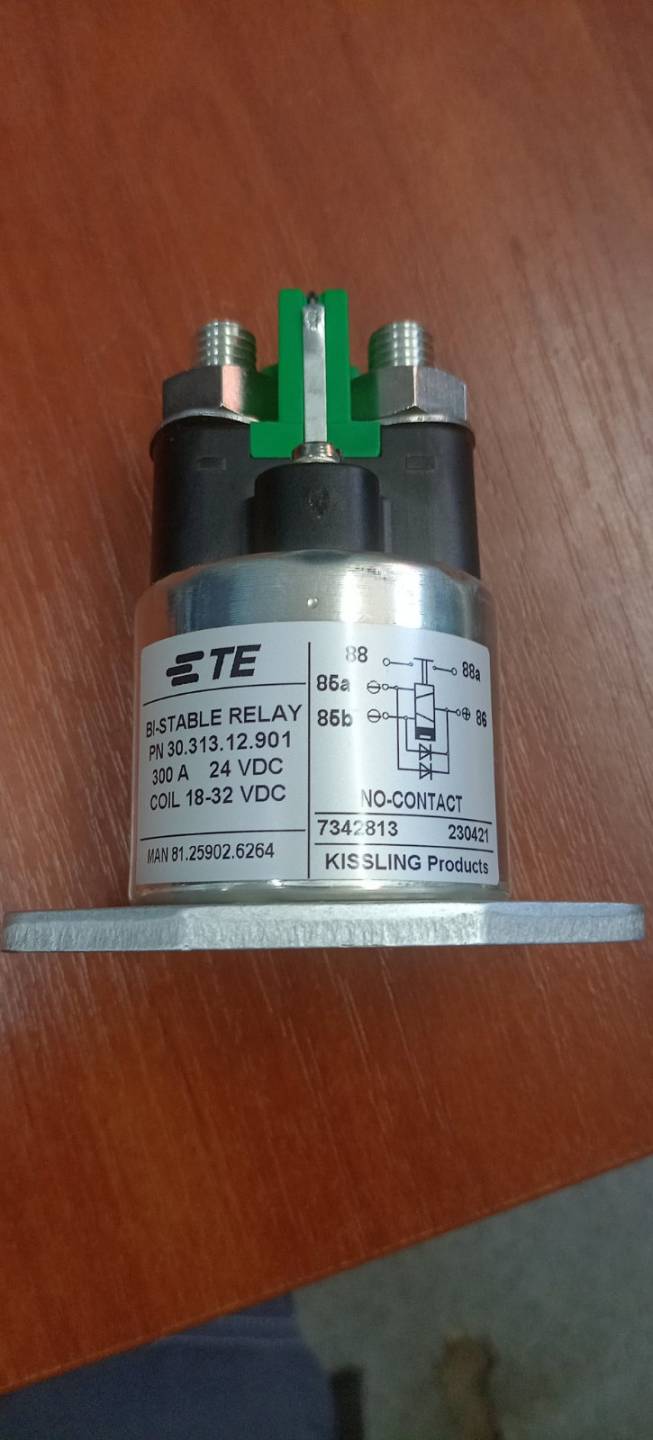 TE
BI-STABLE RELAY
PN 30.313.12.901
300 A 24 VDC
COIL 18-32 VDC
MAN 81.25902.6264
88
88a
85a
85b
86
NO-CONTACT
7342813 230421
KISSLING Products